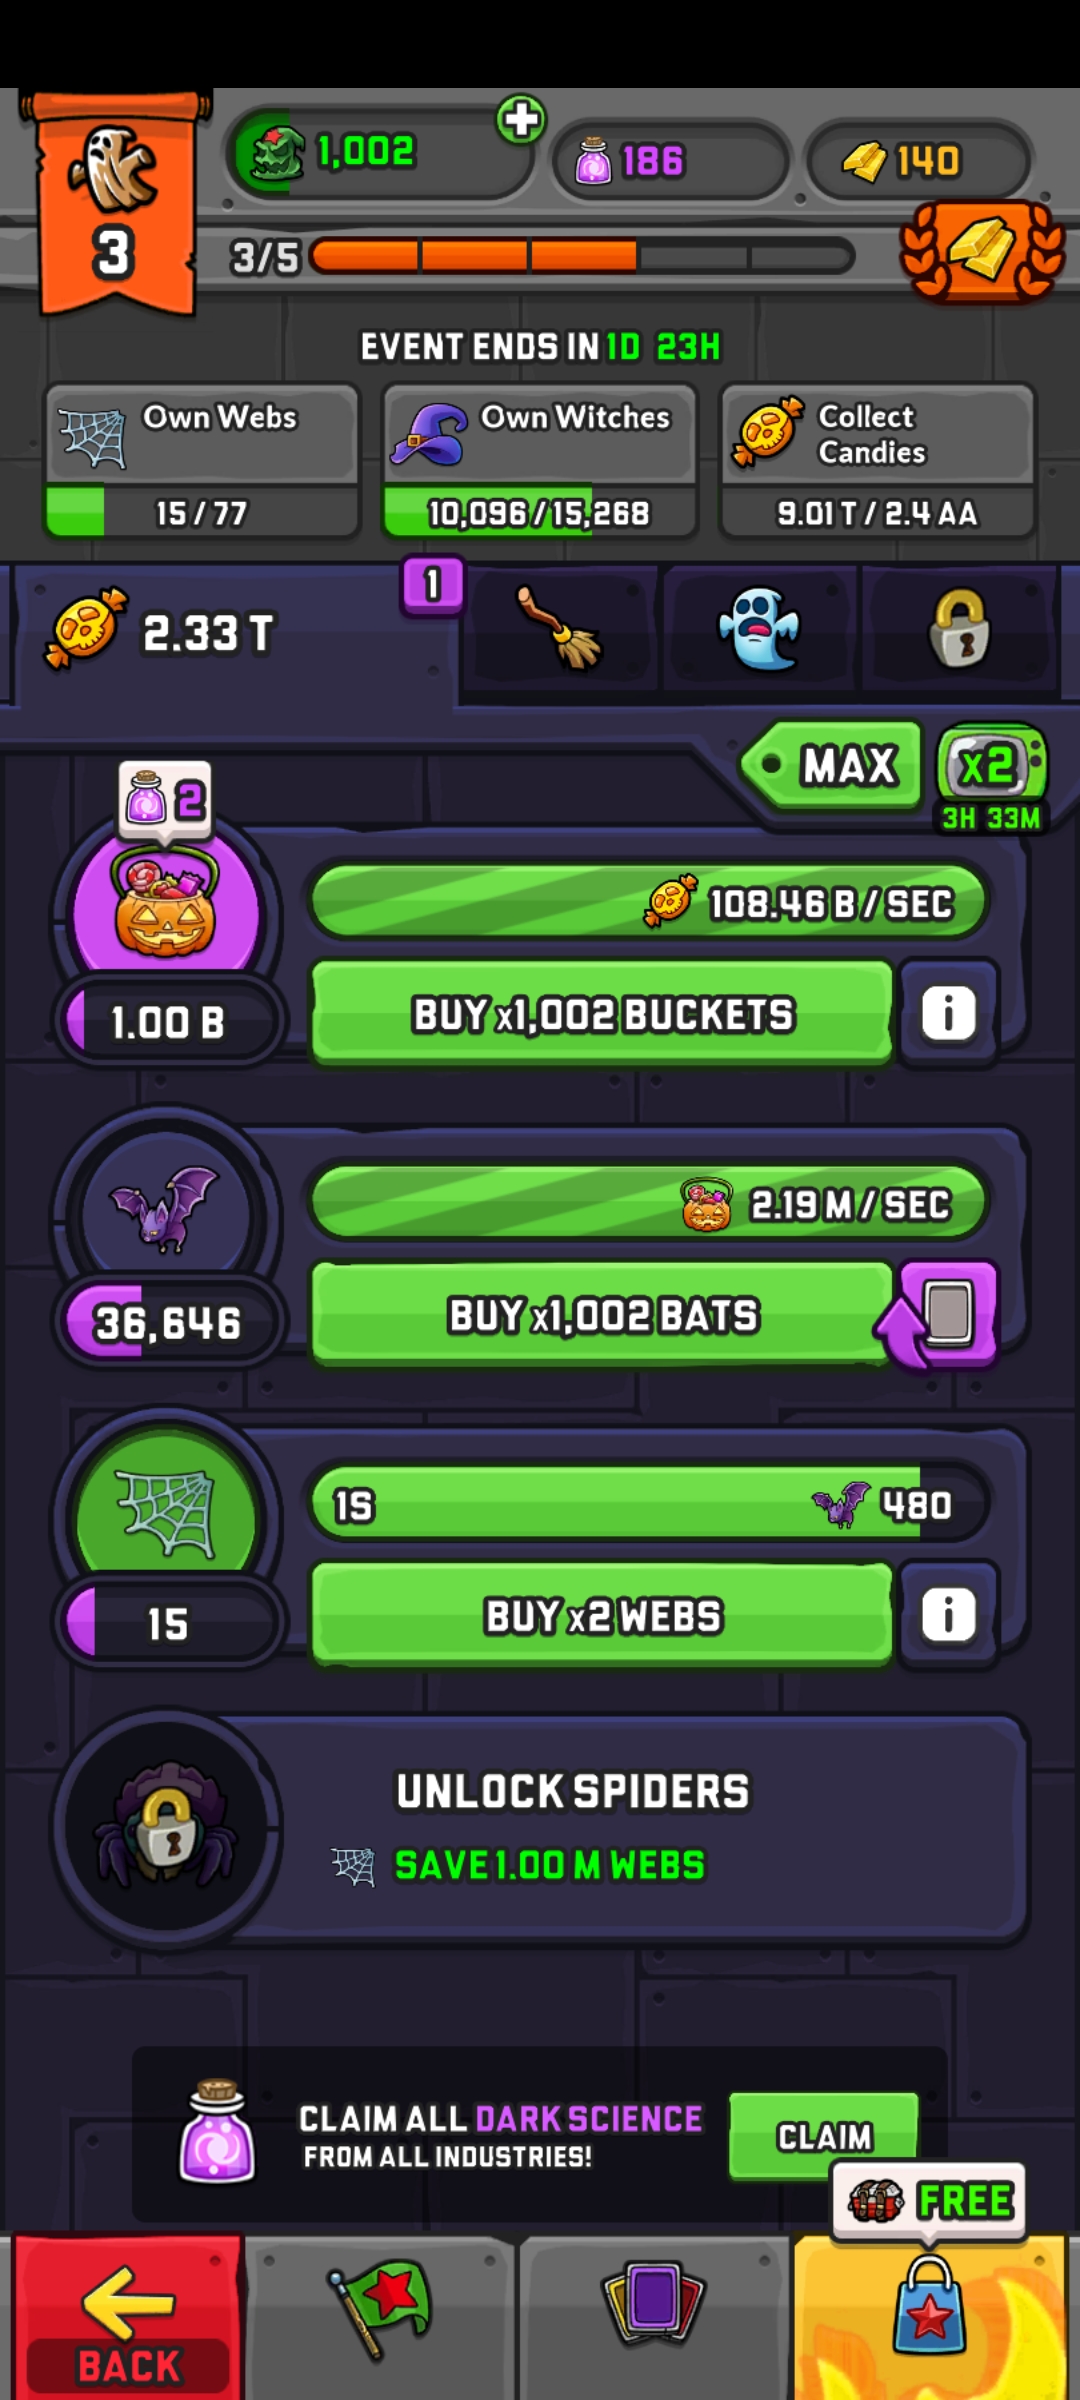 3
1,002
186
140
3/5
EVENT ENDS IN 1D 23H
Own Webs
15/77
Own Witches
10,096/15,268
Collect
Candies
9.01 T / 2.4 AA
2.33 T
1
MAX
x2
3H 33M
2
108.46 B / SEC
1.00 B
BUY x1,002 BUCKETS
i
2.19 M / SEC
36,646
BUY x1,002 BATS
1S
480
15
BUY x2 WEBS
i
UNLOCK SPIDERS
SAVE 1.00 M WEBS
CLAIM ALL DARK SCIENCE
FROM ALL INDUSTRIES!
CLAIM
FREE
BACK